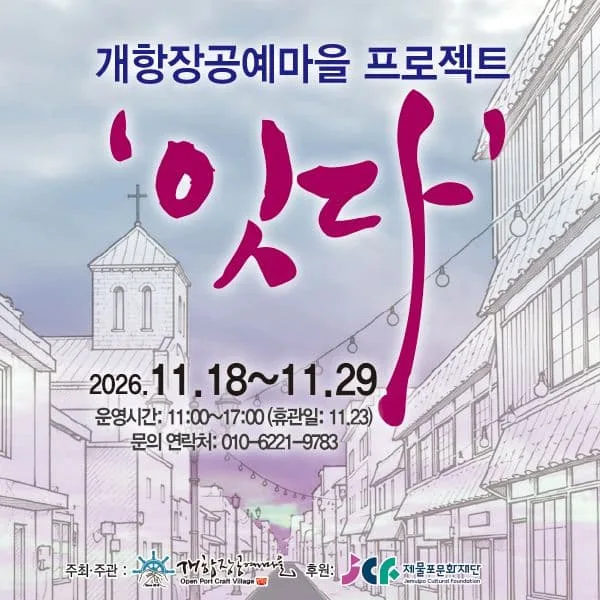 개항장공예마을 프로젝트
‘잇다’
2026.11.18~11.29
운영시간: 11:00~17:00 (휴관일: 11.23)
문의 연락처: 010-6221-9783
주최·주관 : 개항장공예마을 Open Port Craft Village 후원: JCF 제물포문화재단 Jemulpo Cultural Foundation